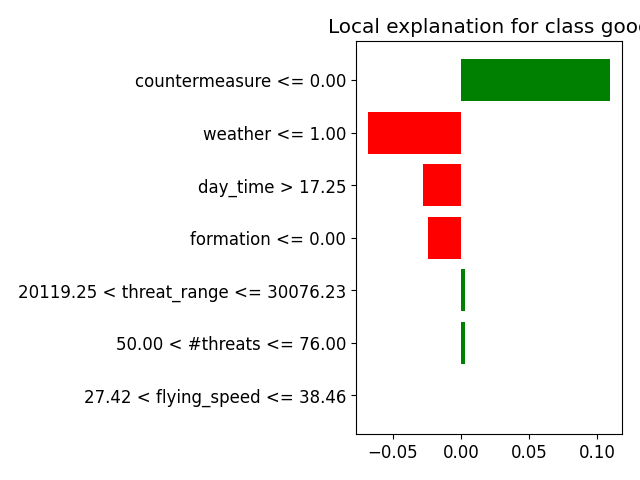 Local explanation for class good
countermeasure <= 0.00
weather <= 1.00
day_time > 17.25
formation <= 0.00
20119.25 < threat_range <= 30076.23
50.00 < #threats <= 76.00
27.42 < flying_speed <= 38.46
−0.05 0.00 0.05 0.10